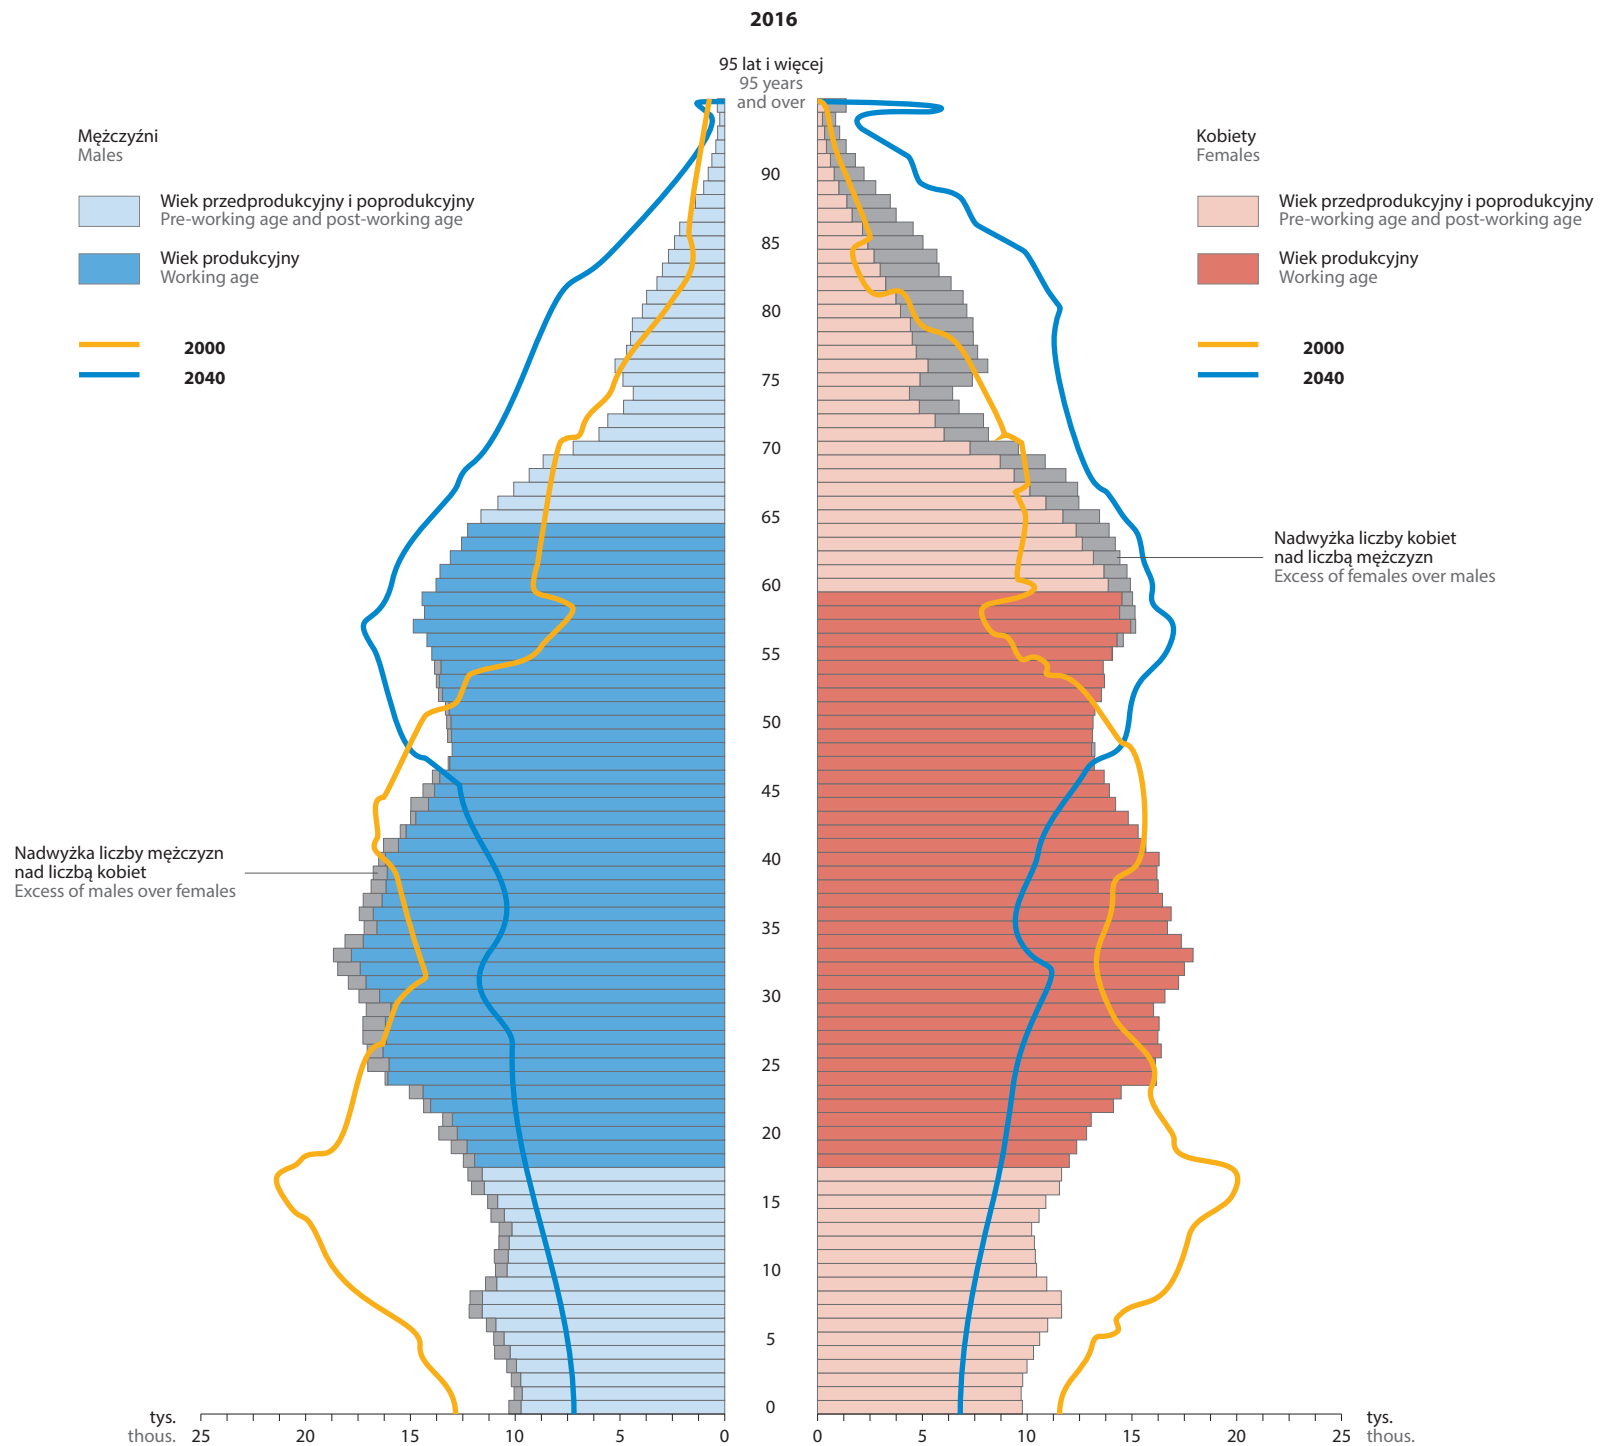 2016
95 lat i więcej
95 years
and over
Mężczyźni
Males
Wiek przedprodukcyjny i poprodukcyjny
Pre-working age and post-working age
Wiek produkcyjny
Working age
2000
2040
Kobiety
Females
Wiek przedprodukcyjny i poprodukcyjny
Pre-working age and post-working age
Wiek produkcyjny
Working age
2000
2040
90
85
80
75
70
65
60
55
50
45
40
35
30
25
20
15
10
5
0
Nadwyżka liczby kobiet
nad liczbą mężczyzn
Excess of females over males
Nadwyżka liczby mężczyzn
nad liczbą kobiet
Excess of males over females
tys.
thous.
25 20 15 10 5 0
0 5 10 15 20 25
tys.
thous.